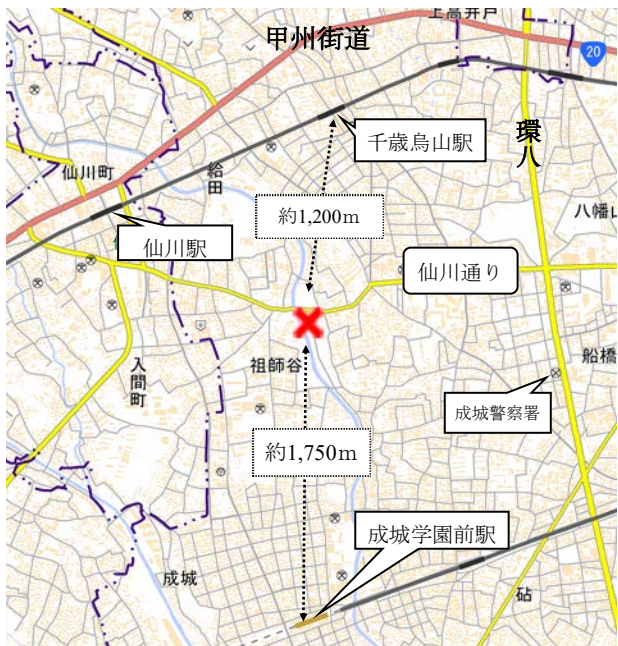 上高井戸
甲州街道
20
千歳烏山駅
環八
仙川町
給田
約1,200m
八幡山
仙川駅
仙川通り
祖師谷
船橋
入間町
成城警察署
約1,750m
成城学園前駅
成城
砧